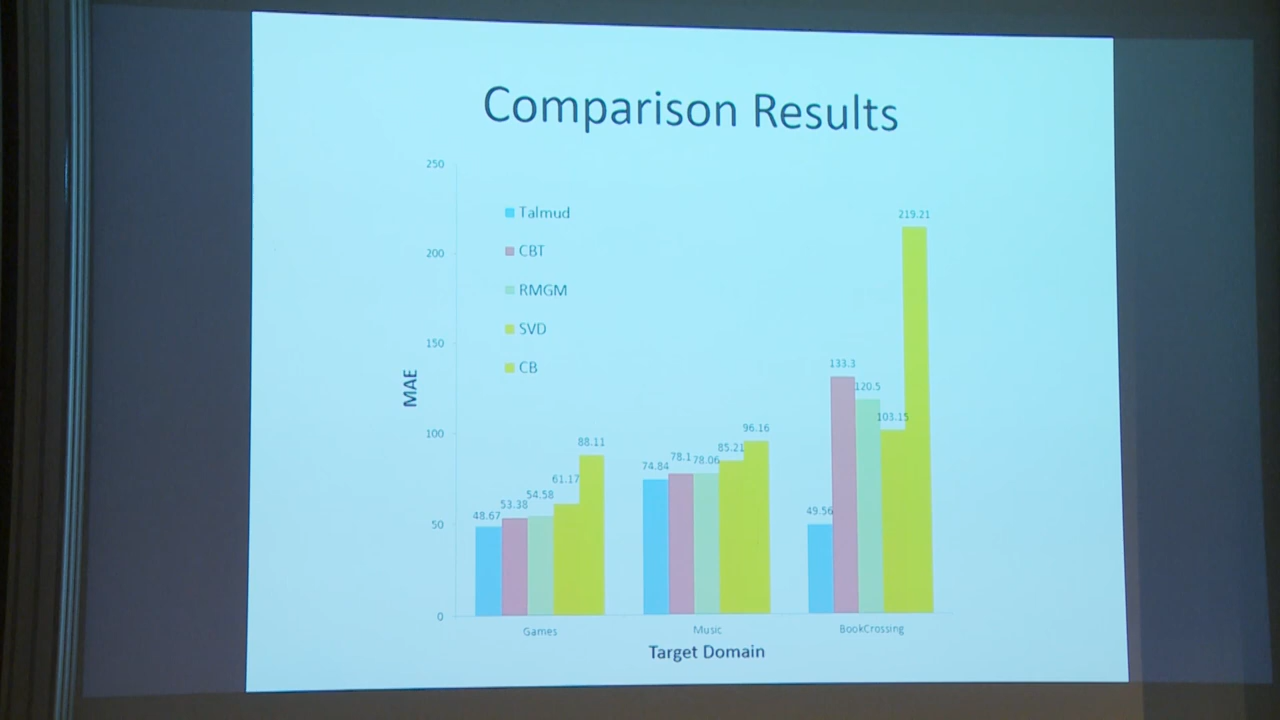 Comparison Results
250
200
150
100
50
0
MAE
Talmud
CBT
RMGM
SVD
CB
48.67
53.38
54.58
61.17
88.11
74.84
78.1
78.06
85.21
96.16
49.56
133.3
120.5
103.15
219.21
Games
Music
BookCrossing
Target Domain